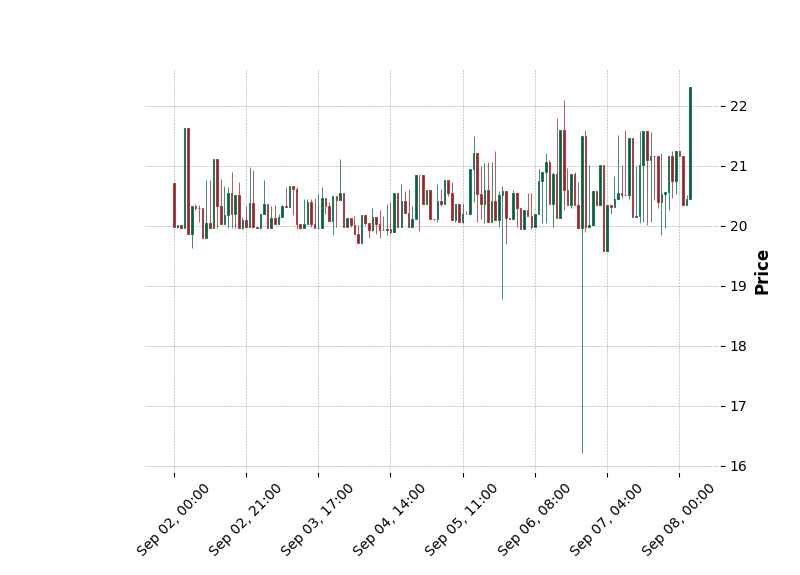 22
21
20
19
18
17
16
Price
Sep 02, 00:00
Sep 02, 21:00
Sep 03, 17:00
Sep 04, 14:00
Sep 05, 11:00
Sep 06, 08:00
Sep 07, 04:00
Sep 08, 00:00